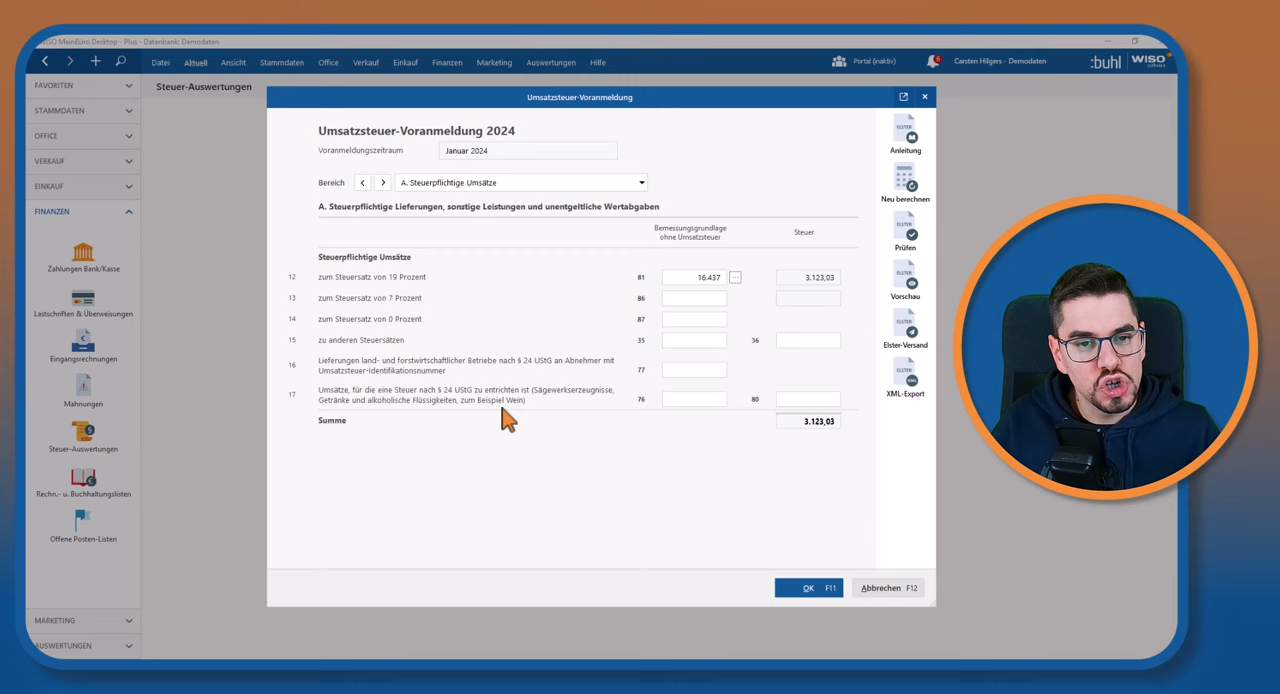 WISO MeinBüro Desktop - Plus - Datenbank: Demodaten
Datei Aktuell Ansicht Stammdaten Office Verkauf Einkauf Finanzen Marketing Auswertungen Hilfe Portal (inaktiv) 6 Carsten Hilgers - Demodaten :buhl WISO software
FAVORITEN
STAMMDATEN
OFFICE
VERKAUF
EINKAUF
FINANZEN
Zahlungen Bank/Kasse
Lastschriften & Überweisungen
Eingangsrechnungen
Mahnungen
Steuer-Auswertungen
Rechn.- u. Buchhaltungslisten
Offene Posten-Listen
MARKETING
AUSWERTUNGEN
Steuer-Auswertungen
Umsatzsteuer-Voranmeldung
Umsatzsteuer-Voranmeldung 2024
Voranmeldungszeitraum Januar 2024
Bereich A. Steuerpflichtige Umsätze
A. Steuerpflichtige Lieferungen, sonstige Leistungen und unentgeltliche Wertabgaben
Bemessungsgrundlage
ohne Umsatzsteuer
Steuer
Steuerpflichtige Umsätze
12 zum Steuersatz von 19 Prozent 81 16.437 ... 3.123,03
13 zum Steuersatz von 7 Prozent 86
14 zum Steuersatz von 0 Prozent 87
15 zu anderen Steuersätzen 35 36
16 Lieferungen land- und forstwirtschaftlicher Betriebe nach § 24 UStG an Abnehmer mit
Umsatzsteuer-Identifikationsnummer 77
17 Umsätze, für die eine Steuer nach § 24 UStG zu entrichten ist (Sägewerkserzeugnisse,
Getränke und alkoholische Flüssigkeiten, zum Beispiel Wein) 76 80
Summe 3.123,03
OK F11 Abbrechen F12
ELSTER
Anleitung
Neu berechnen
ELSTER
Prüfen
ELSTER
Vorschau
ELSTER
Elster-Versand
ELSTER
XML
XML-Export